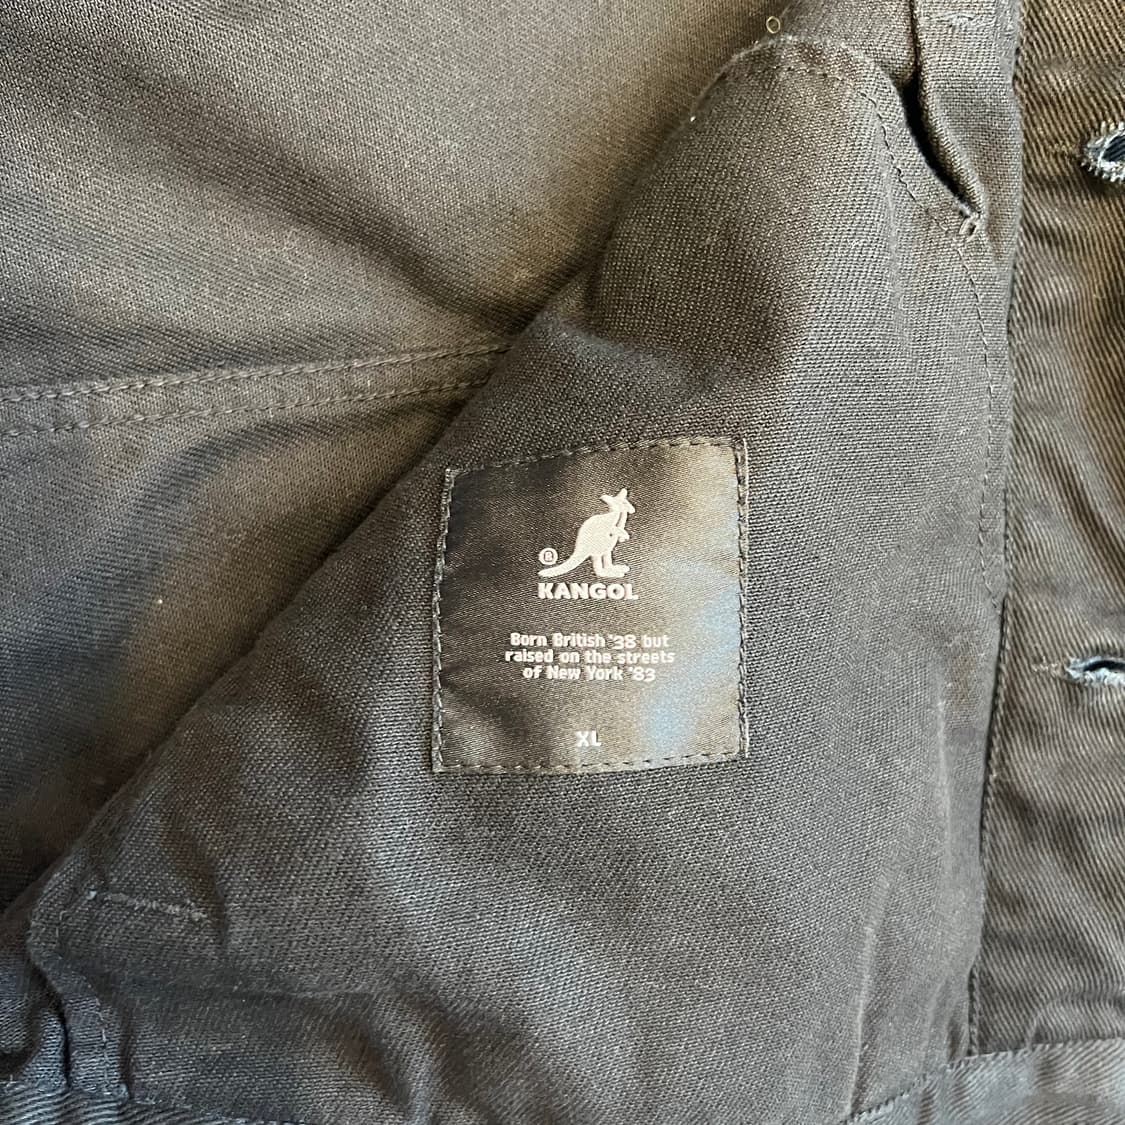 ®
KANGOL
Born British '38 but
raised on the streets
of New York '83
XL